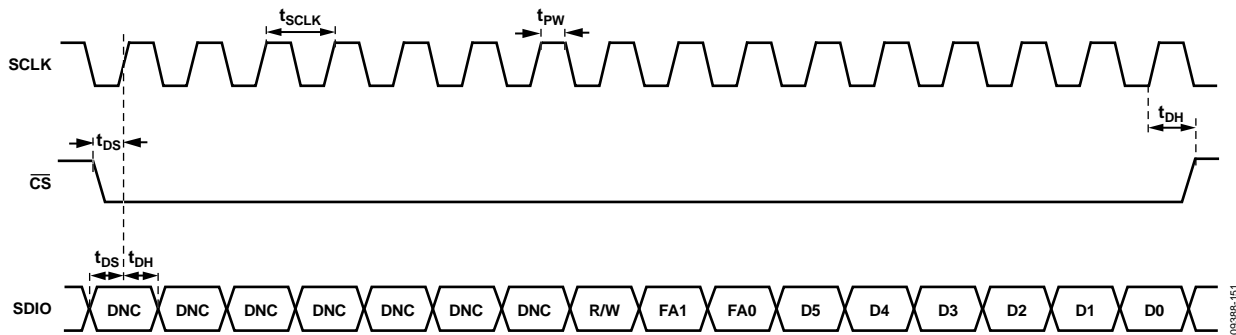 tSCLK
tPW
SCLK
tDH
tDS
CS
tDS
tDH
SDIO
DNC DNC DNC DNC DNC DNC DNC R/W FA1 FA0 D5 D4 D3 D2 D1 D0
09388-151